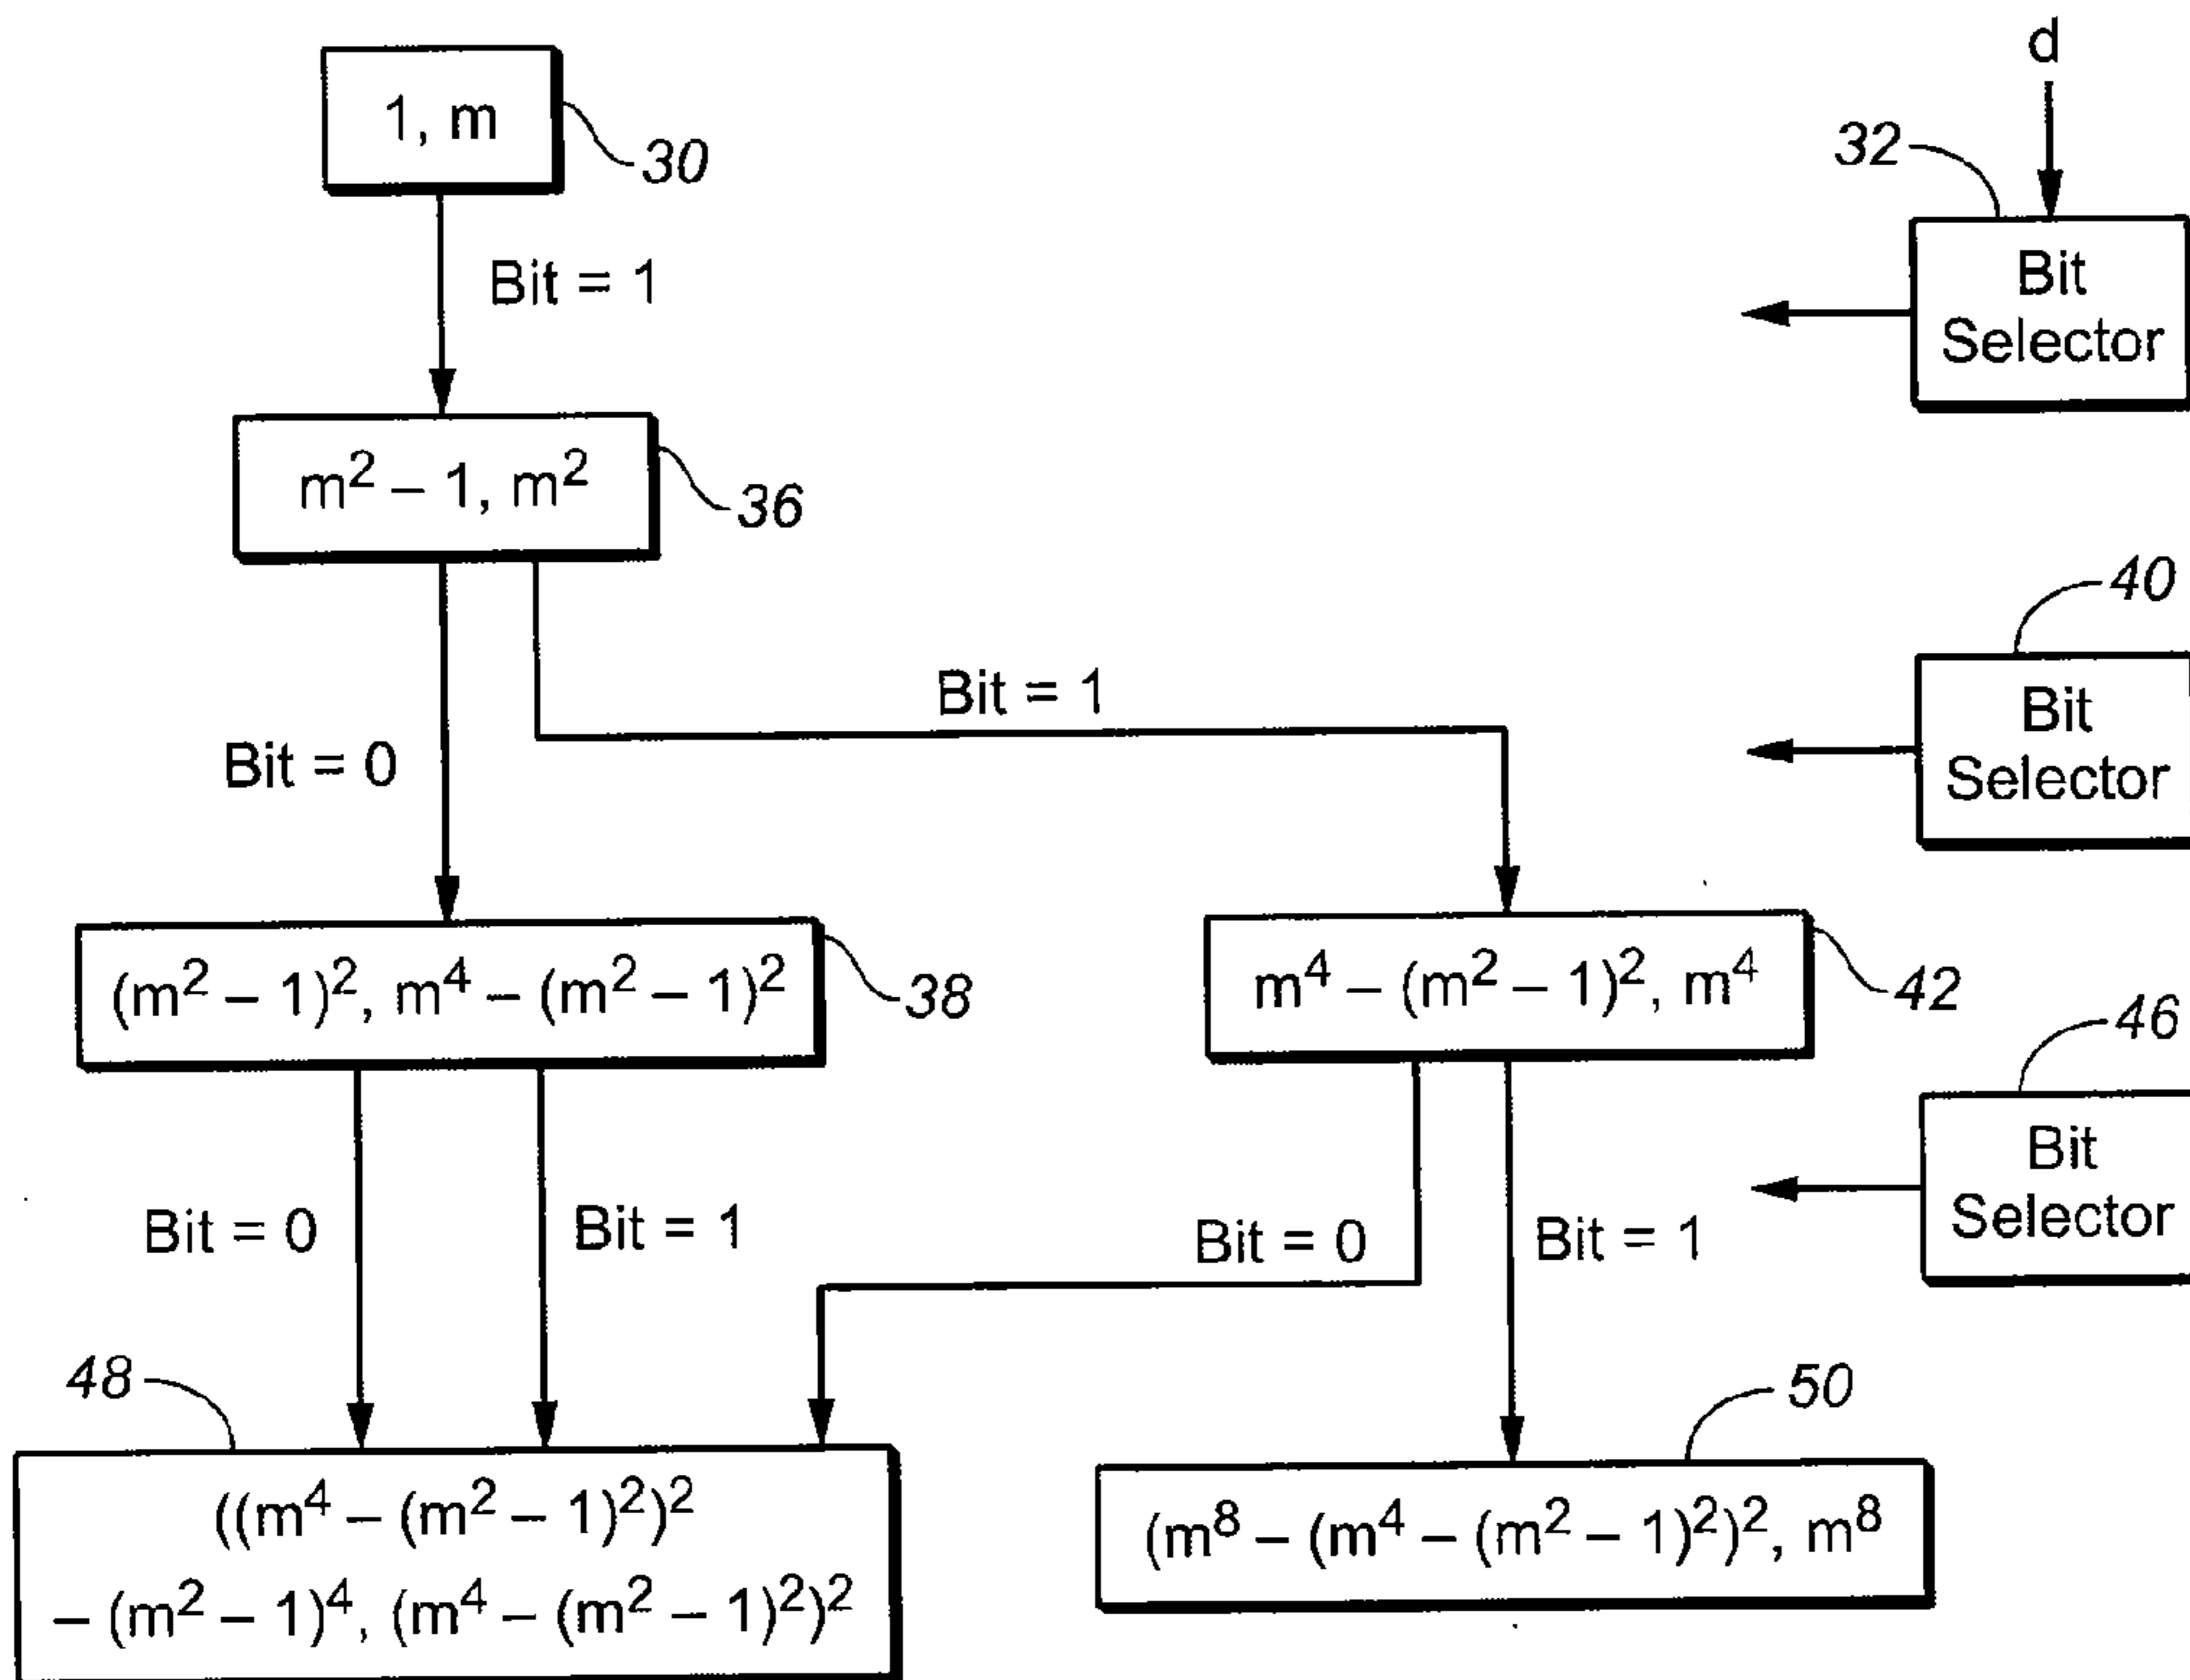 d
1, m
30
32
Bit = 1
Bit
Selector
m² – 1, m²
36
40
Bit = 1
Bit
Selector
Bit = 0
(m² – 1)², m⁴ – (m² – 1)²
38
m⁴ – (m² – 1)², m⁴
42
46
Bit
Selector
Bit = 0
Bit = 1
Bit = 0
Bit = 1
48
50
((m⁴ – (m² – 1)²)²
– (m² – 1)⁴, (m⁴ – (m² – 1)²)²
(m⁸ – (m⁴ – (m² – 1)²)², m⁸